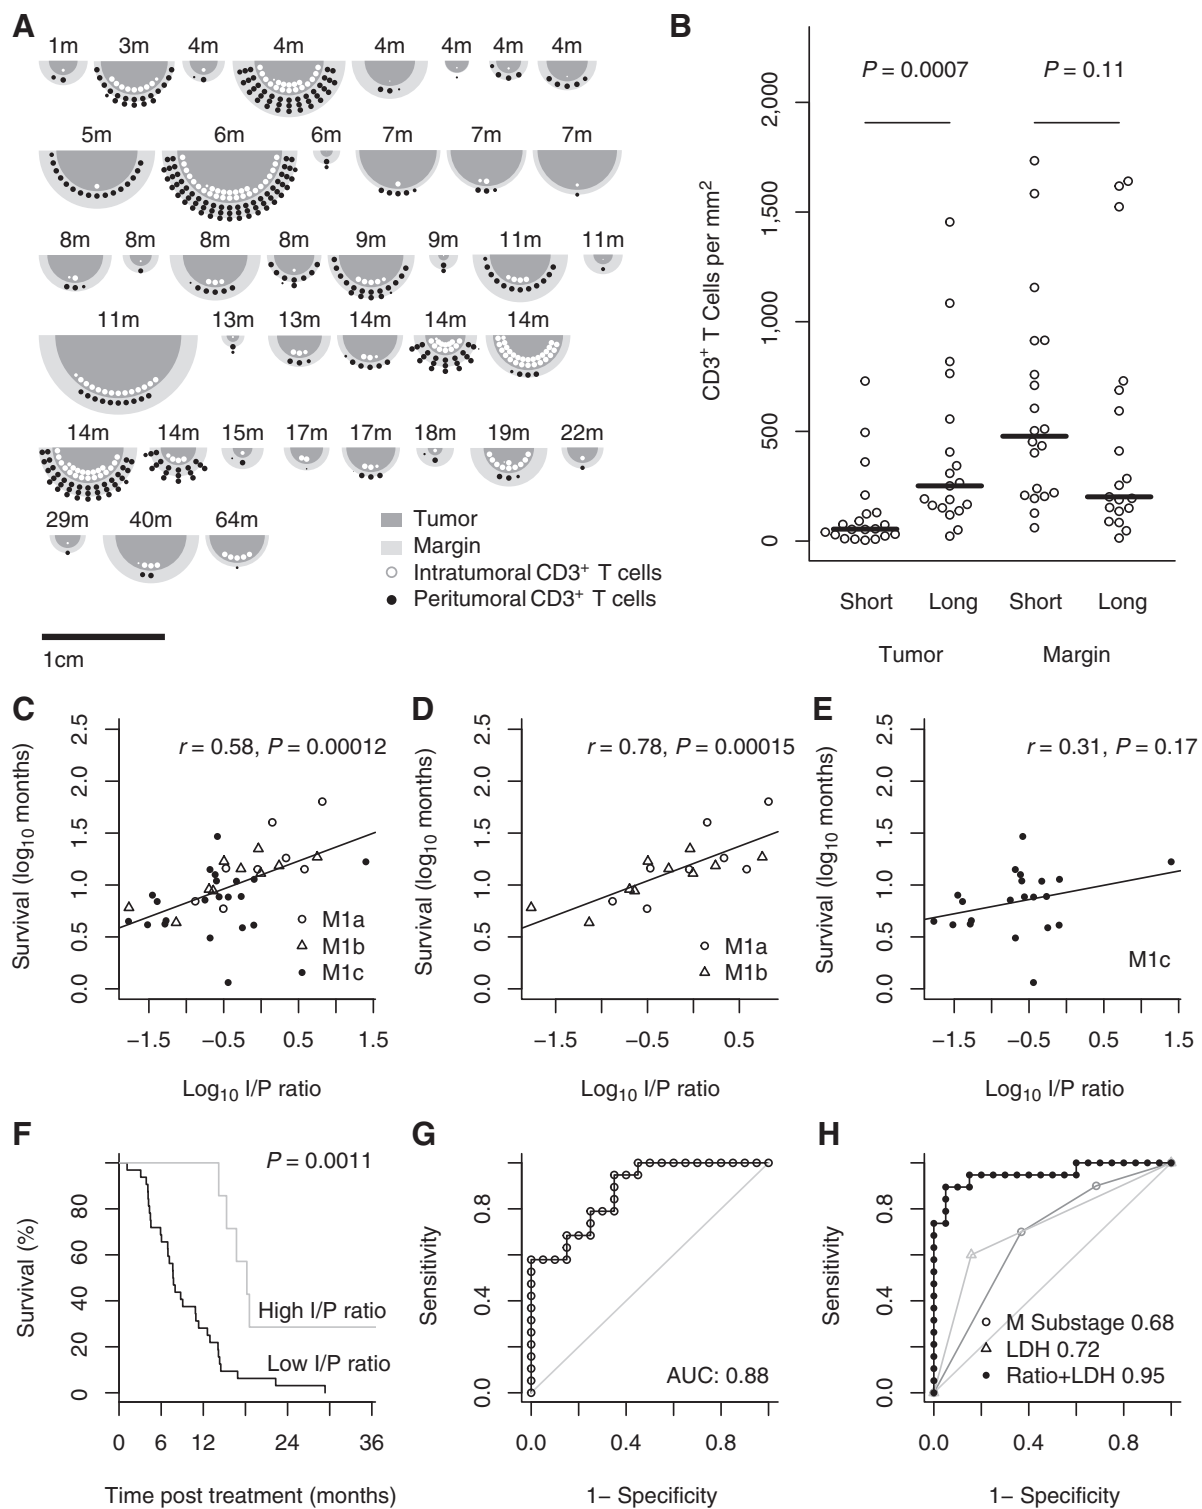 A
1m 3m 4m 4m 4m 4m 4m 4m
5m 6m 6m 7m 7m 7m
8m 8m 8m 8m 9m 9m 11m 11m
11m 13m 13m 14m 14m 14m
14m 14m 15m 17m 17m 18m 19m 22m
29m 40m 64m
Tumor
Margin
Intratumoral CD3+ T cells
Peritumoral CD3+ T cells
1cm
B
P = 0.0007 P = 0.11
CD3+ T Cells per mm2
2,000
1,500
1,000
500
0
Short Long Short Long
Tumor Margin
C
r = 0.58, P = 0.00012
Survival (log10 months)
2.5
2.0
1.5
1.0
0.5
0.0
M1a
M1b
M1c
−1.5 −0.5 0.5 1.5
Log10 I/P ratio
D
r = 0.78, P = 0.00015
Survival (log10 months)
2.5
2.0
1.5
1.0
0.5
0.0
M1a
M1b
−1.5 −0.5 0.5
Log10 I/P ratio
E
r = 0.31, P = 0.17
Survival (log10 months)
2.5
2.0
1.5
1.0
0.5
0.0
M1c
−1.5 −0.5 0.5 1.5
Log10 I/P ratio
F
P = 0.0011
Survival (%)
80
60
40
20
0
High I/P ratio
Low I/P ratio
0 6 12 24 36
Time post treatment (months)
G
Sensitivity
0.8
0.4
0.0
AUC: 0.88
0.0 0.4 0.8
1− Specificity
H
Sensitivity
0.8
0.4
0.0
M Substage 0.68
LDH 0.72
Ratio+LDH 0.95
0.0 0.4 0.8
1− Specificity